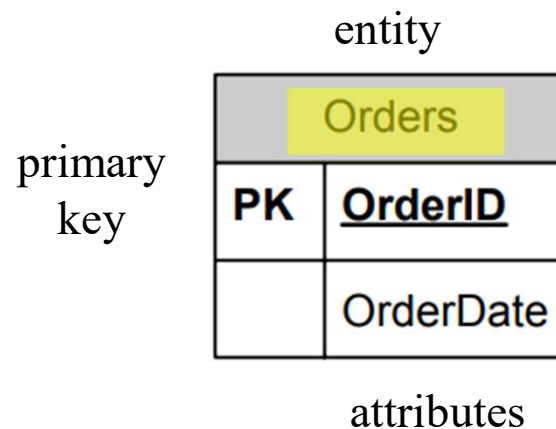 entity
Orders
primary
key
PK OrderID
OrderDate
attributes